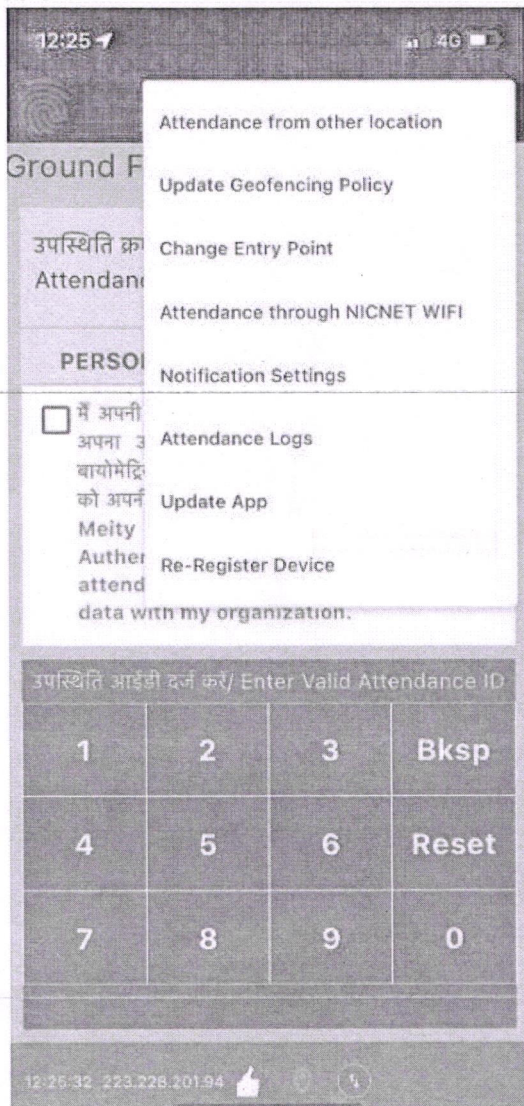 12:25
4G
Attendance from other location
Ground F
Update Geofencing Policy
उपस्थिति क्र
Change Entry Point
Attendan
Attendance through NICNET WIFI
PERSO
Notification Settings
में अपनी
अपना उ
Attendance Logs
बायोमेट्रि
को अपनी
Update App
Meity
Auther
Re-Register Device
attend
data with my organization.
उपस्थिति आईडी दर्ज करें/ Enter Valid Attendance ID
1 2 3 Bksp
4 5 6 Reset
7 8 9 0
12:25:32 223.228.201.94